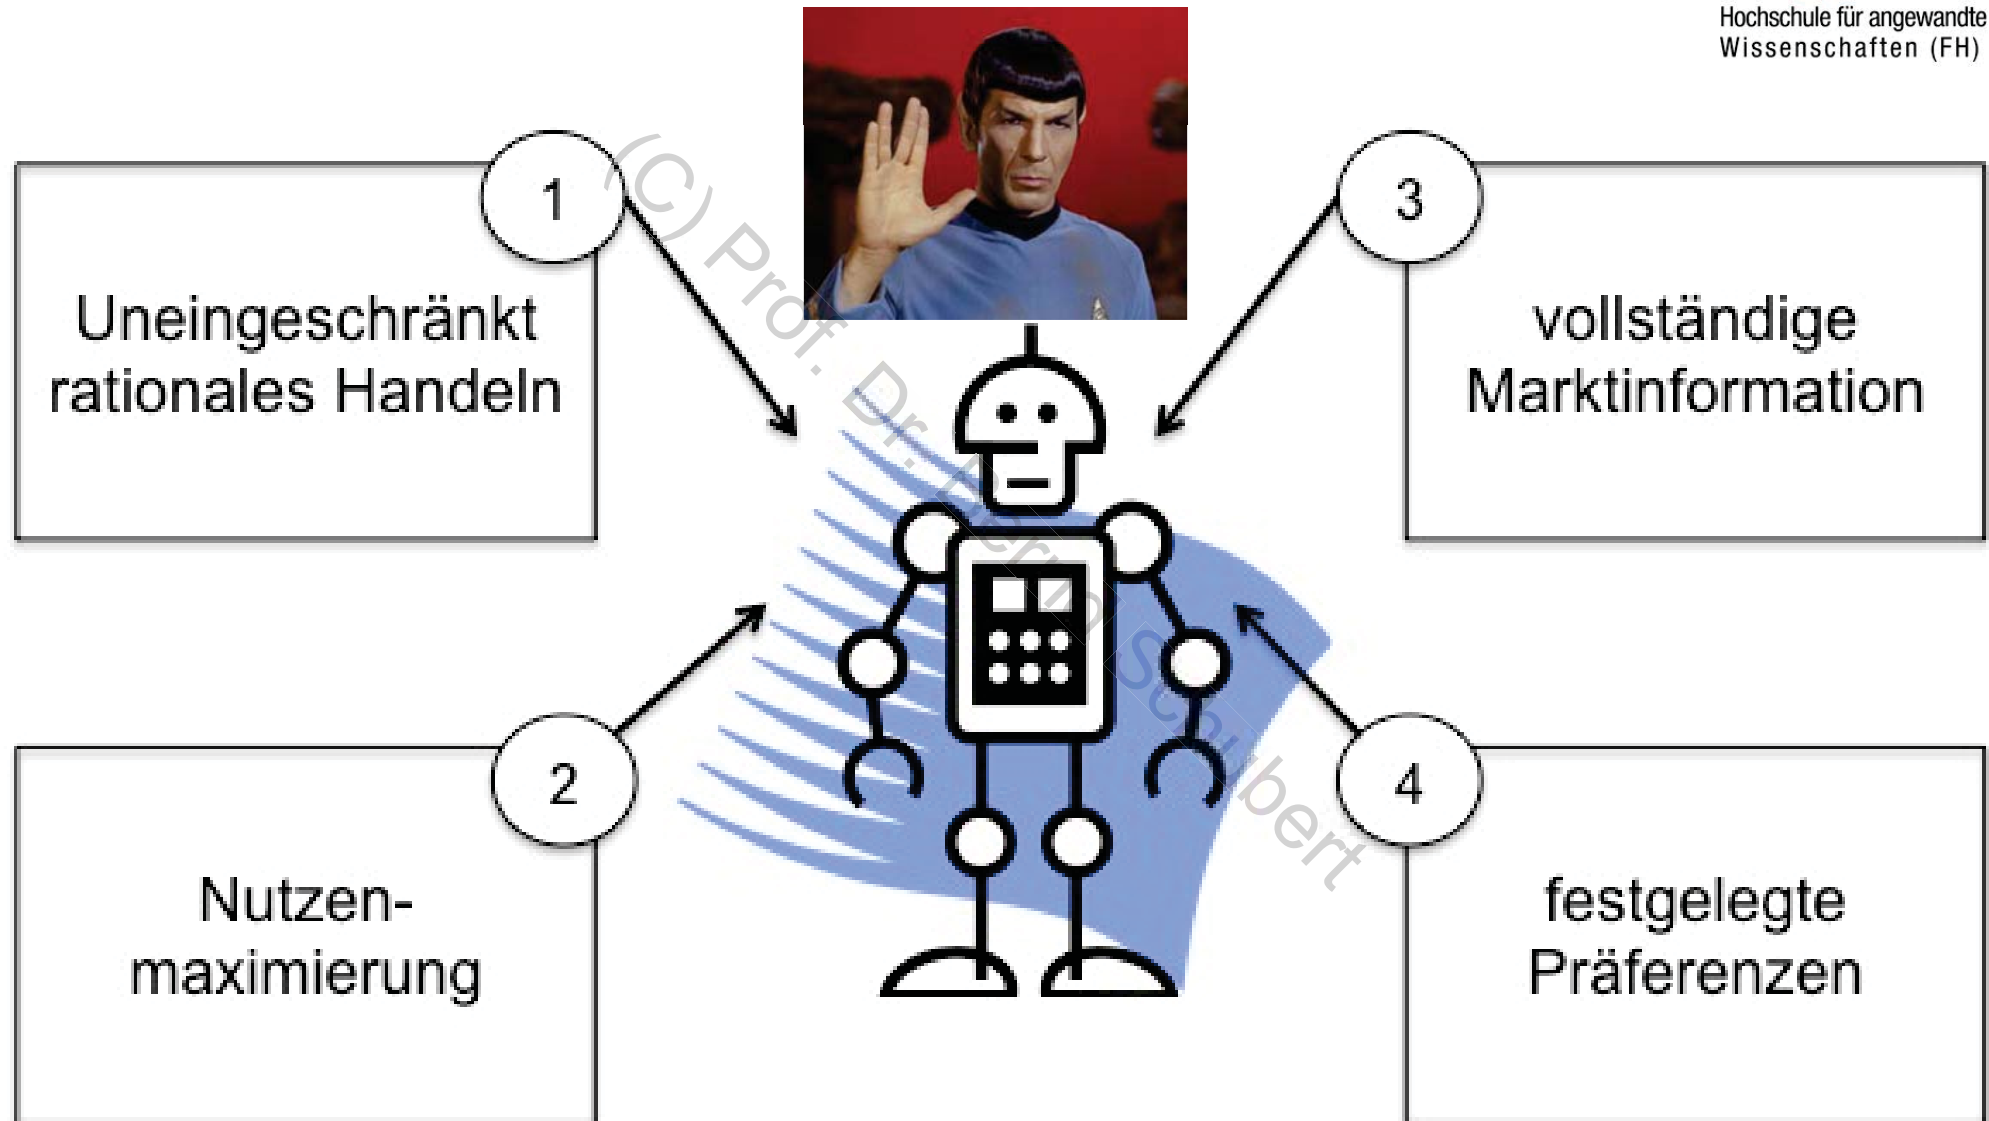 Hochschule für angewandte
Wissenschaften (FH)
1
Uneingeschränkt
rationales Handeln
2
Nutzen-
maximierung
3
vollständige
Marktinformation
4
festgelegte
Präferenzen
(C) Prof. Dr. Bernd Schubert